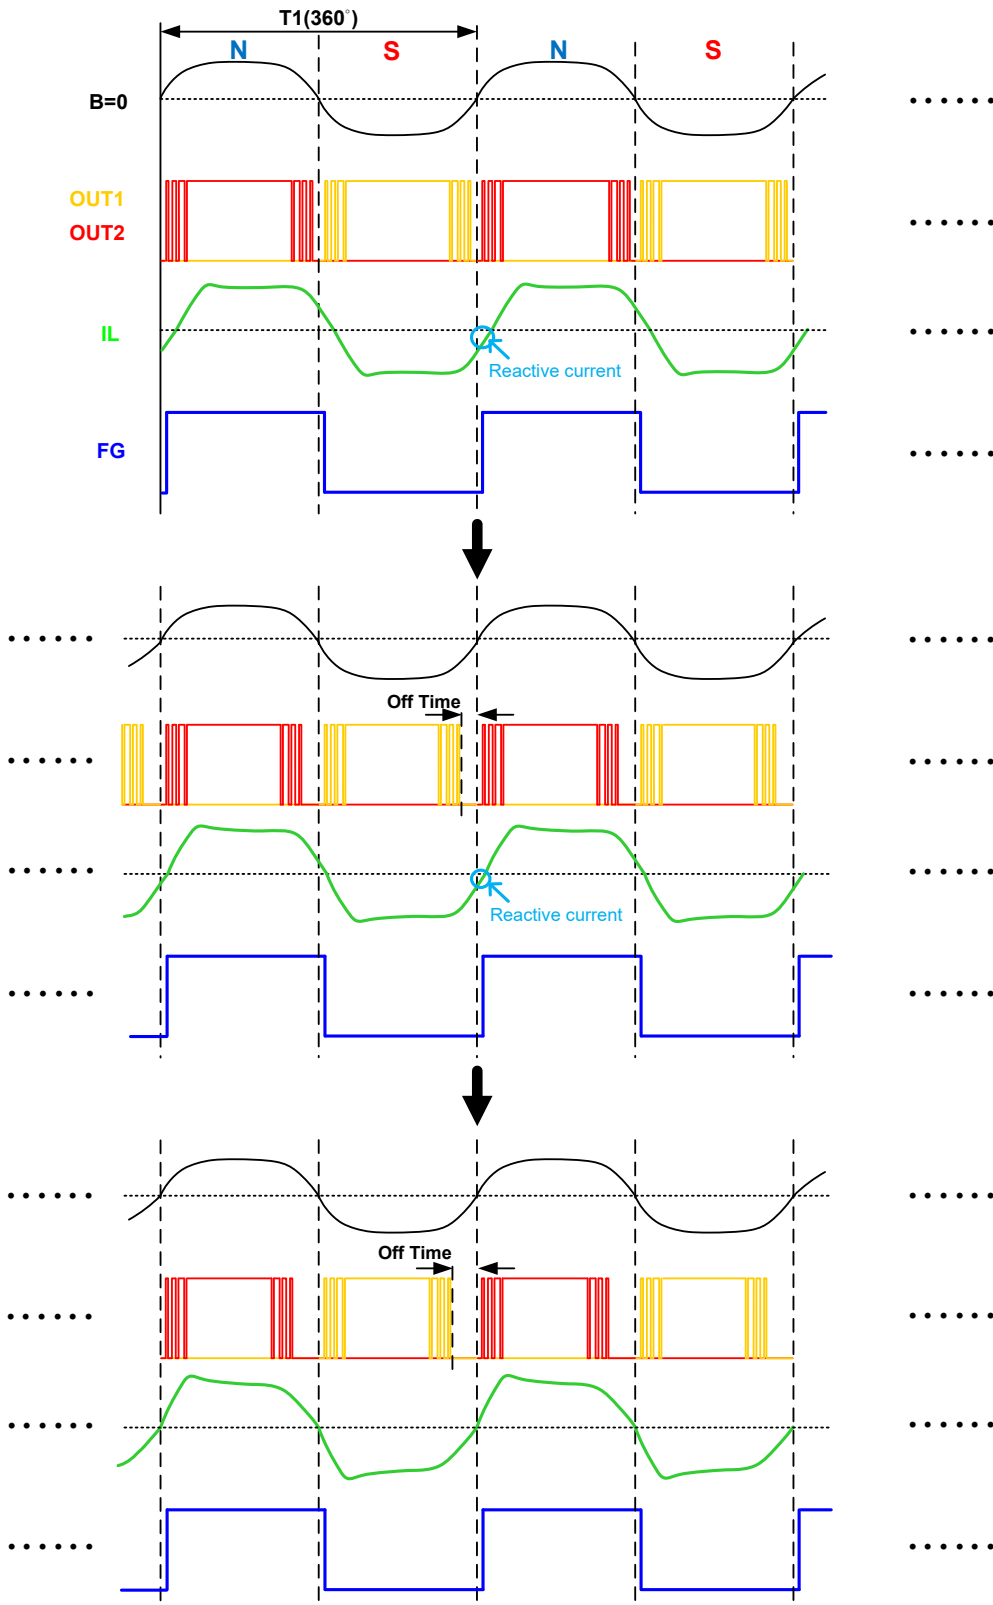 T1(360°)
N S N S
B=0
OUT1
OUT2
IL
Reactive current
FG
Off Time
Reactive current
Off Time